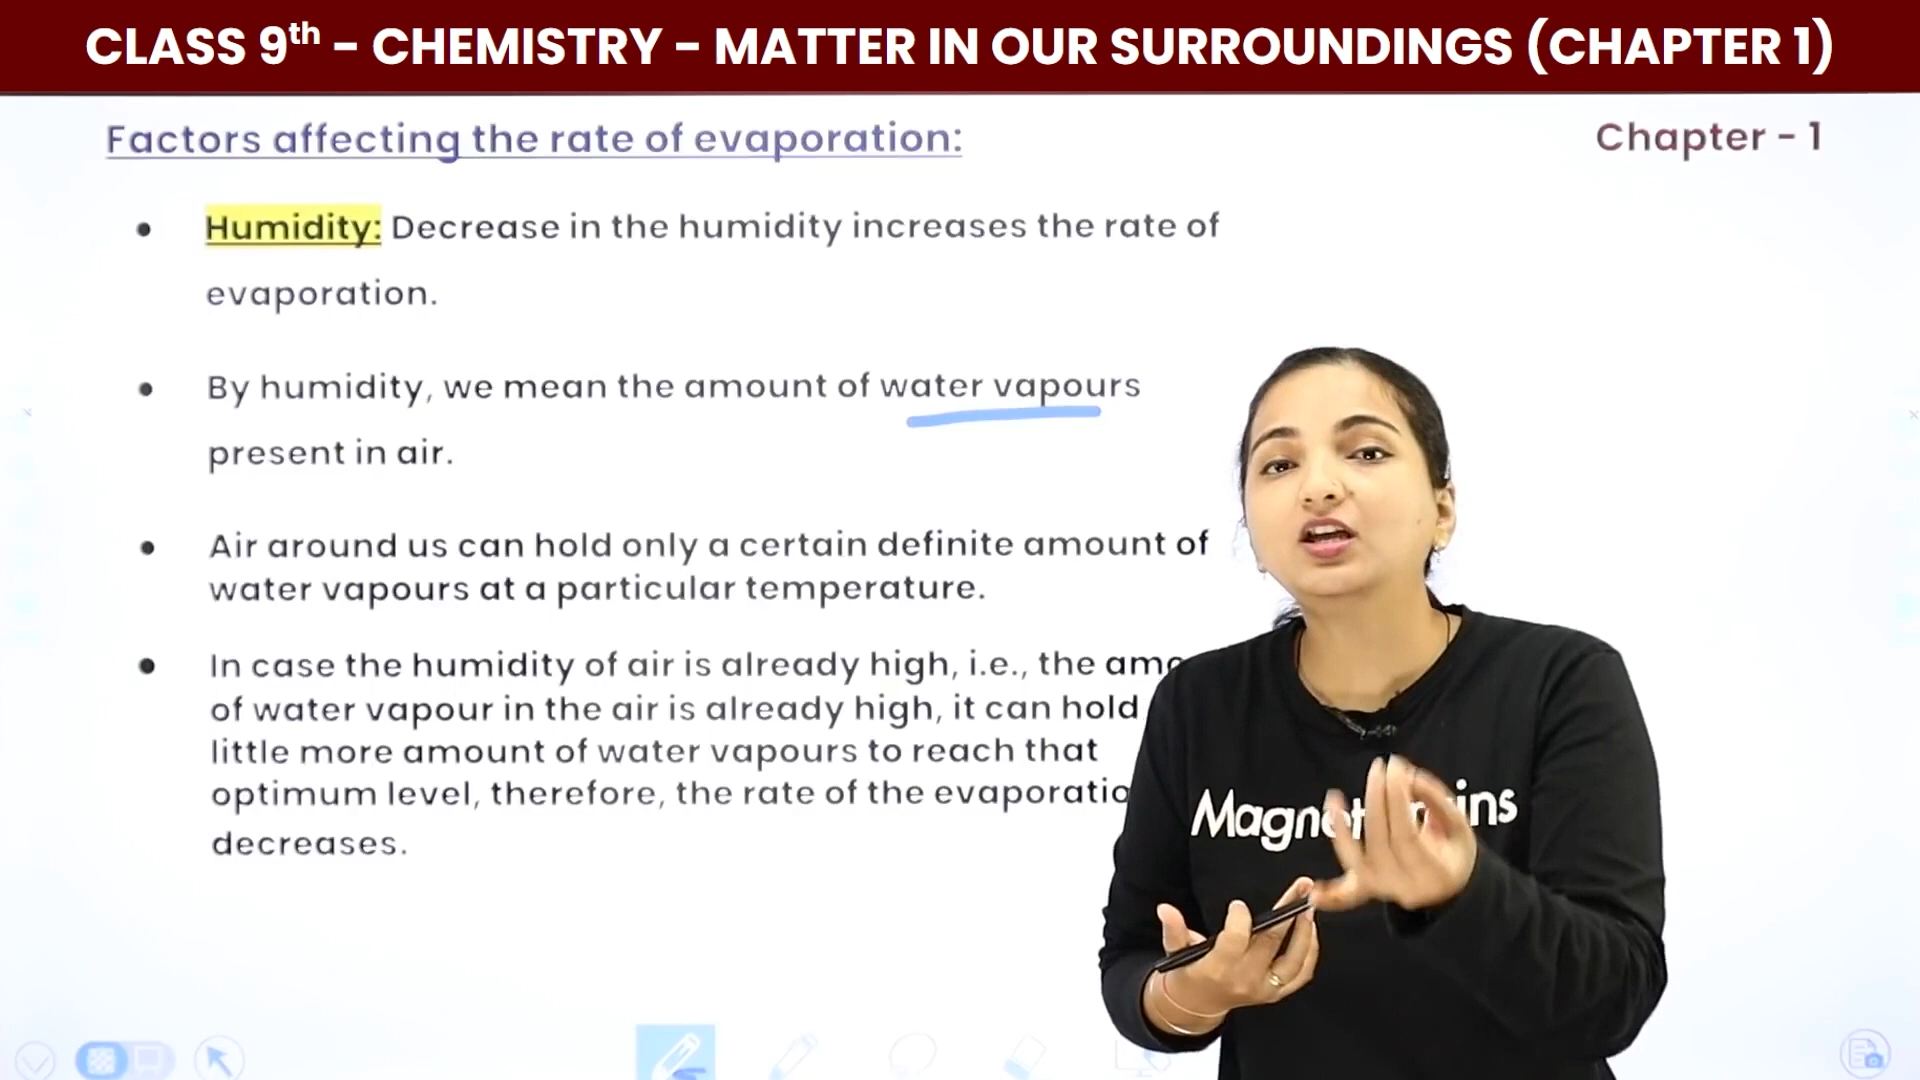 CLASS 9th - CHEMISTRY - MATTER IN OUR SURROUNDINGS (CHAPTER 1)
Factors affecting the rate of evaporation:
Chapter - 1
• Humidity: Decrease in the humidity increases the rate of
evaporation.
• By humidity, we mean the amount of water vapours
present in air.
• Air around us can hold only a certain definite amount of
water vapours at a particular temperature.
• In case the humidity of air is already high, i.e., the
of water vapour in the air is already high, it can hold
little more amount of water vapours to reach that
optimum level, therefore, the rate of the
decreases.